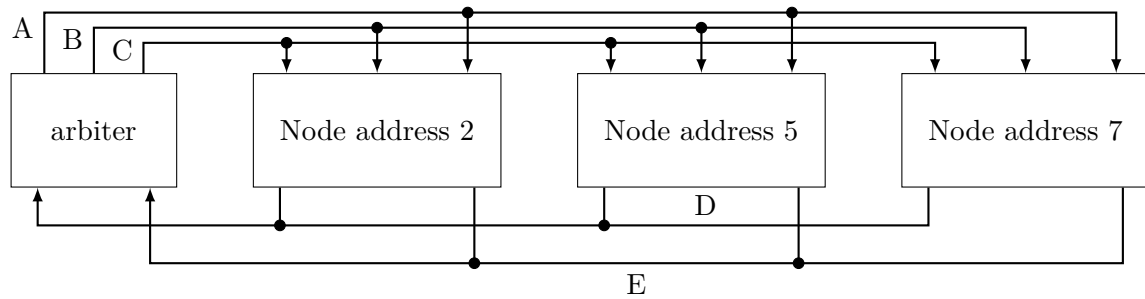 A
B
C
arbiter
Node address 2
Node address 5
Node address 7
D
E